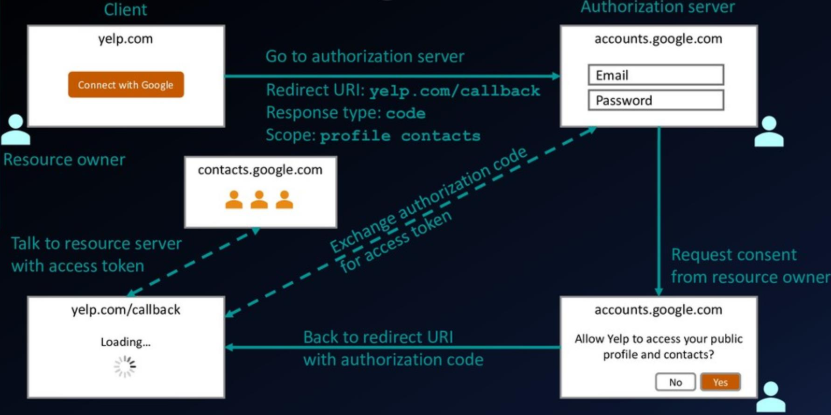 Client
Authorization server
yelp.com
Connect with Google
Go to authorization server
Redirect URI: yelp.com/callback
Response type: code
Scope: profile contacts
accounts.google.com
Email
Password
Resource owner
contacts.google.com
Exchange authorization code
for access token
Talk to resource server
with access token
Request consent
from resource owner
yelp.com/callback
Loading...
Back to redirect URI
with authorization code
accounts.google.com
Allow Yelp to access your public
profile and contacts?
No
Yes